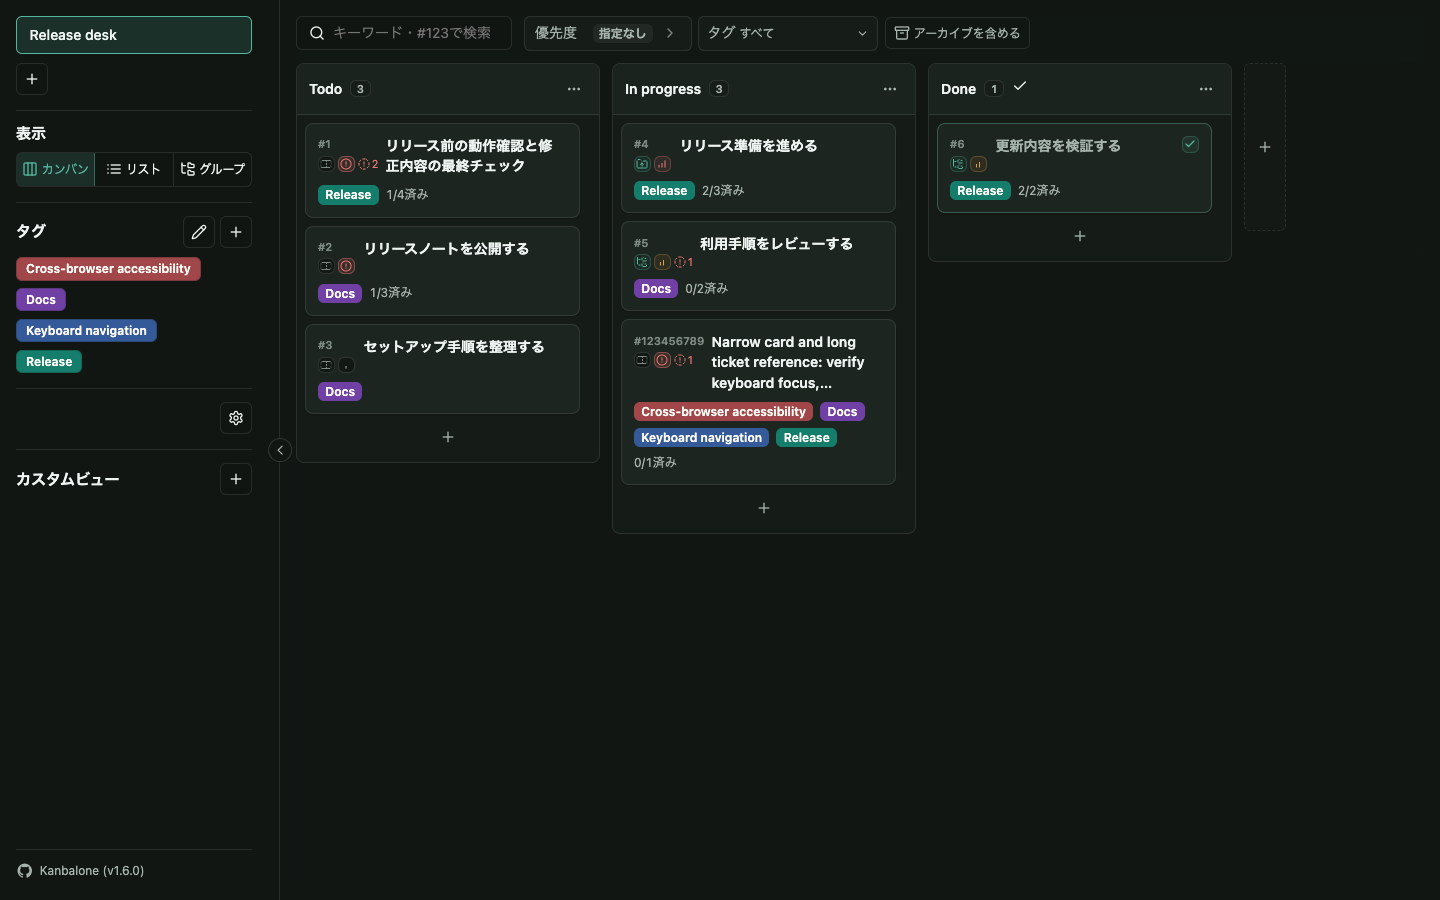 Release desk
表示
カンバン
リスト
グループ
タグ
Cross-browser accessibility
Docs
Keyboard navigation
Release
カスタムビュー
Kanbalone (v1.6.0)
キーワード・#123で検索
優先度 指定なし
タグ すべて
アーカイブを含める
Todo 3
#1
リリース前の動作確認と修
正内容の最終チェック
2
Release 1/4済み
#2
リリースノートを公開する
Docs 1/3済み
#3
セットアップ手順を整理する
Docs
In progress 3
#4
リリース準備を進める
Release 2/3済み
#5
利用手順をレビューする
1
Docs 0/2済み
#123456789
Narrow card and long
ticket reference: verify
keyboard focus,...
1
Cross-browser accessibility Docs
Keyboard navigation Release
0/1済み
Done 1
#6
更新内容を検証する
Release 2/2済み